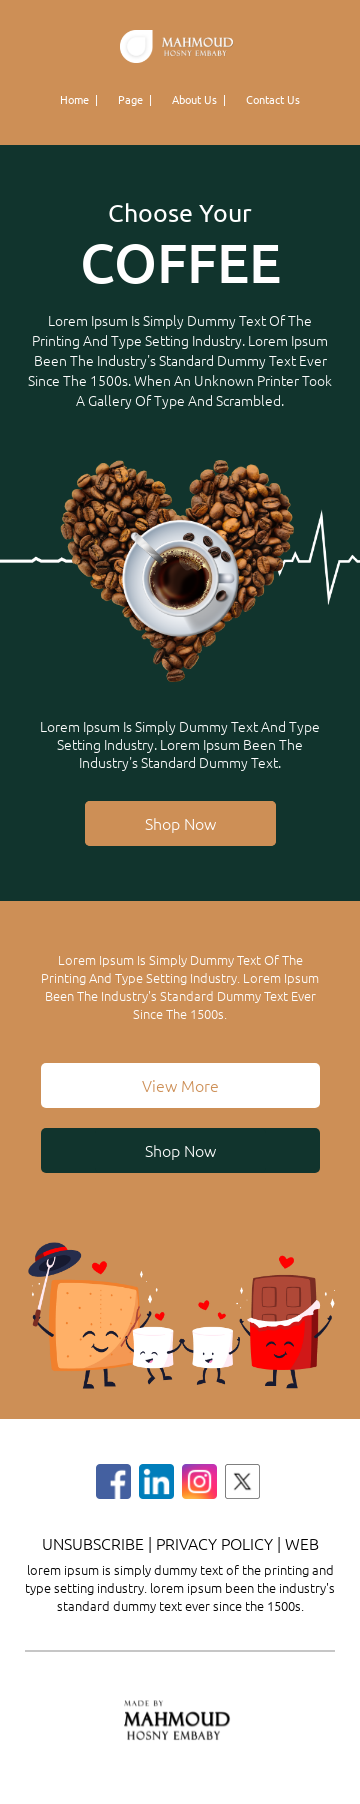 MAHMOUD
HOSNY EMBABY
Home | Page | About Us | Contact Us
Choose Your
COFFEE
Lorem Ipsum Is Simply Dummy Text Of The
Printing And Type Setting Industry. Lorem Ipsum
Been The Industry's Standard Dummy Text Ever
Since The 1500s. When An Unknown Printer Took
A Gallery Of Type And Scrambled.
Lorem Ipsum Is Simply Dummy Text And Type
Setting Industry. Lorem Ipsum Been The
Industry's Standard Dummy Text.
Shop Now
Lorem Ipsum Is Simply Dummy Text Of The
Printing And Type Setting Industry. Lorem Ipsum
Been The Industry's Standard Dummy Text Ever
Since The 1500s.
View More
Shop Now
UNSUBSCRIBE | PRIVACY POLICY | WEB
lorem ipsum is simply dummy text of the printing and
type setting industry. lorem ipsum been the industry's
standard dummy text ever since the 1500s.
MADE BY
MAHMOUD
HOSNY EMBABY